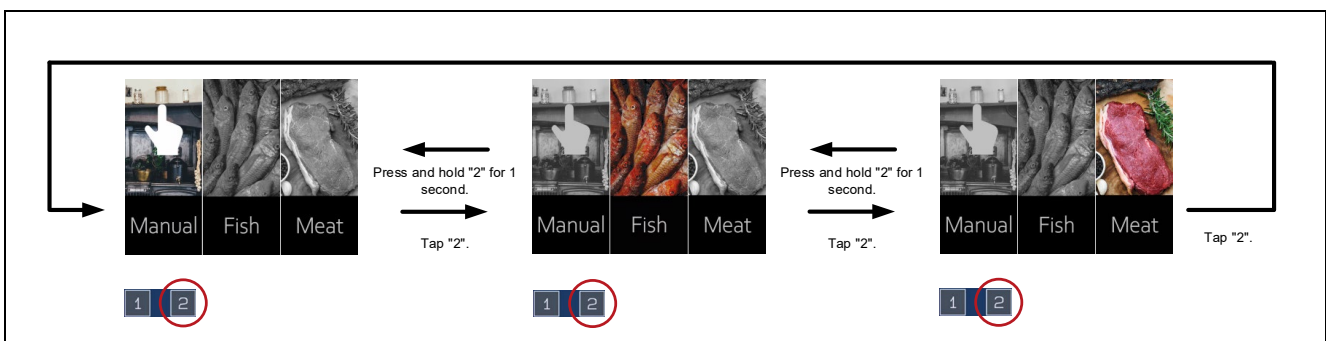 Manual Fish Meat
Press and hold "2" for 1
second.
Tap "2".
Manual Fish Meat
Press and hold "2" for 1
second.
Tap "2".
Manual Fish Meat
Tap "2".
1 2
1 2
1 2